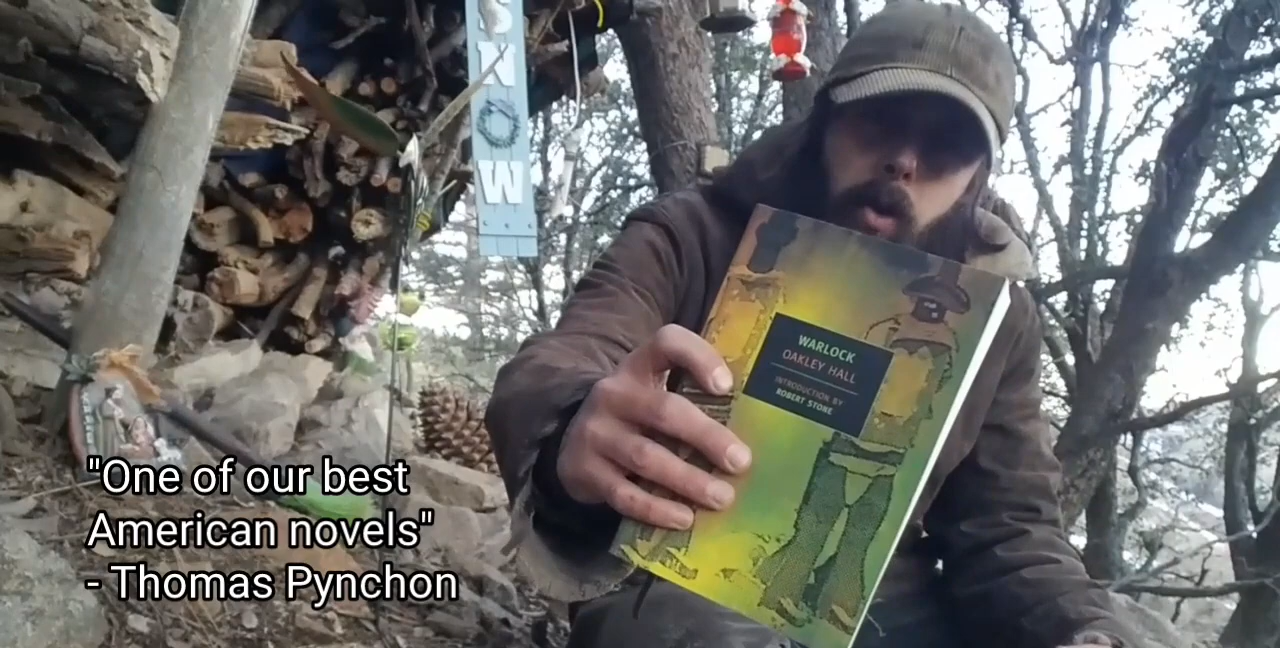 SNOW
WARLOCK
OAKLEY HALL
INTRODUCTION BY
ROBERT STONE
"One of our best
American novels"
- Thomas Pynchon